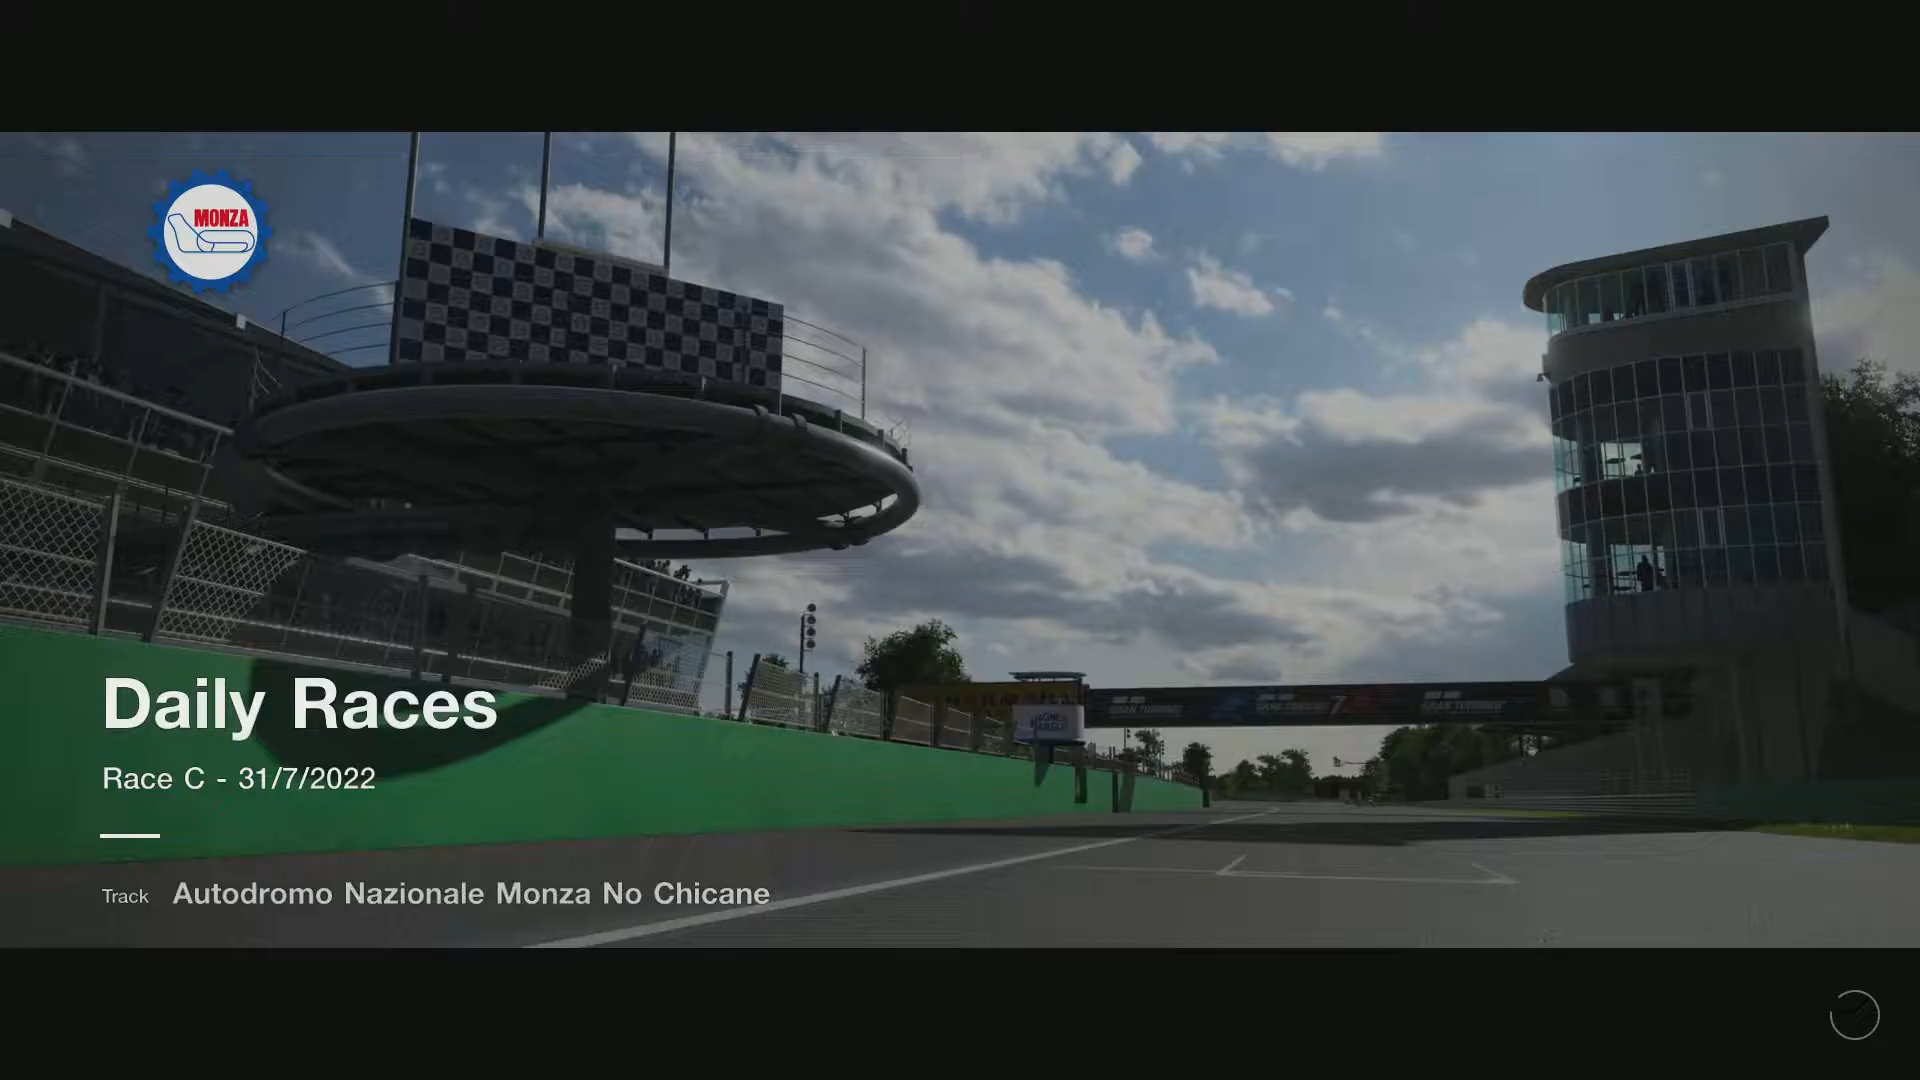 MONZA
Daily Races
Race C - 31/7/2022
Track Autodromo Nazionale Monza No Chicane